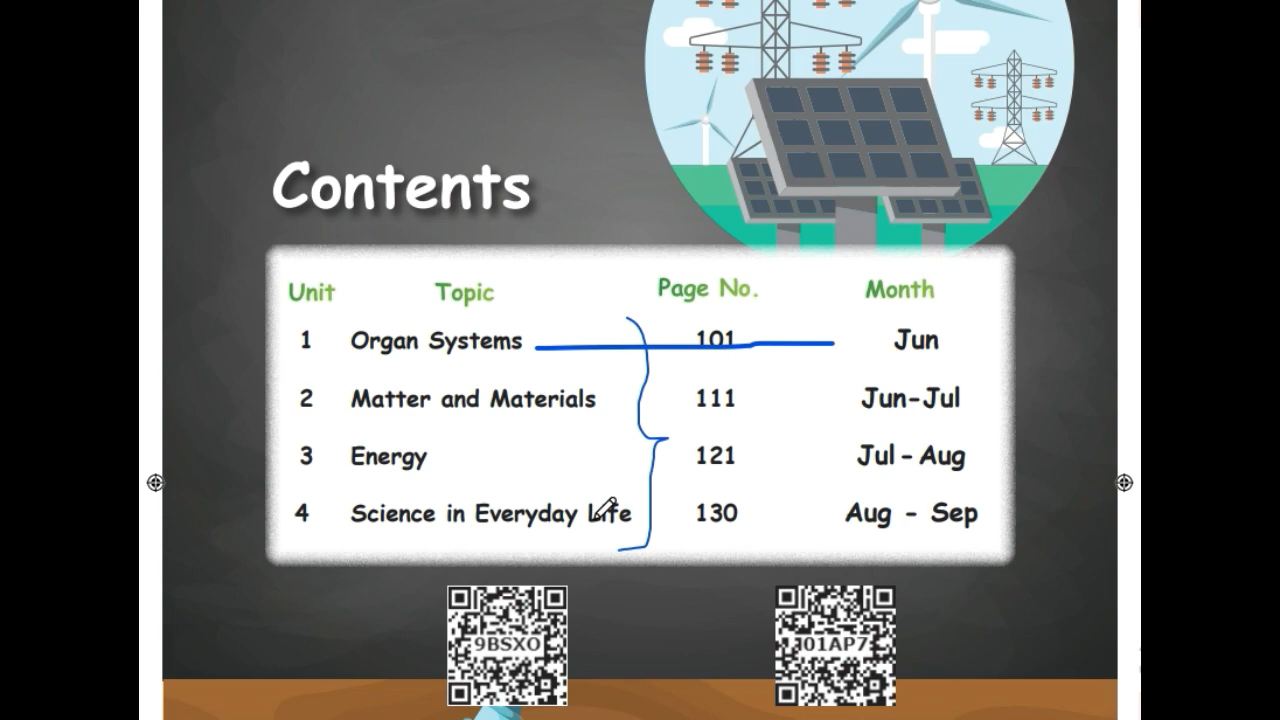 Contents
Unit Topic Page No. Month
1 Organ Systems 101 Jun
2 Matter and Materials 111 Jun-Jul
3 Energy 121 Jul - Aug
4 Science in Everyday Life 130 Aug - Sep
9BSXO J01AP7